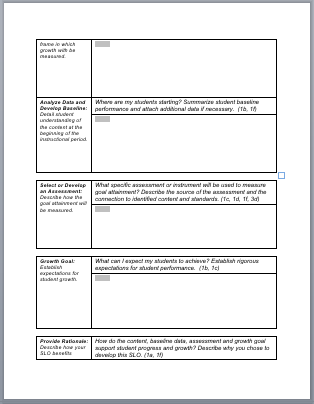 frame in which
growth will be
measured.
Analyze Data and
Develop Baseline:
Detail student
understanding of
the content at the
beginning of the
instructional period.
Where are my students starting? Summarize student baseline
performance and attach additional data if necessary.  (1b, 1f)
Select or Develop
an Assessment:
Describe how the
goal attainment will
be measured.
What specific assessment or instrument will be used to measure
goal attainment? Describe the source of the assessment and the
connection to identified content and standards. (1c, 1d, 1f, 3d)
Growth Goal:
Establish
expectations for
student growth.
What can I expect my students to achieve? Establish rigorous
expectations for student performance.  (1b, 1c)
Provide Rationale:
Describe how your
SLO benefits
How do the content, baseline data, assessment and growth goal
support student progress and growth? Describe why you chose to
develop this SLO. (1a, 1f)